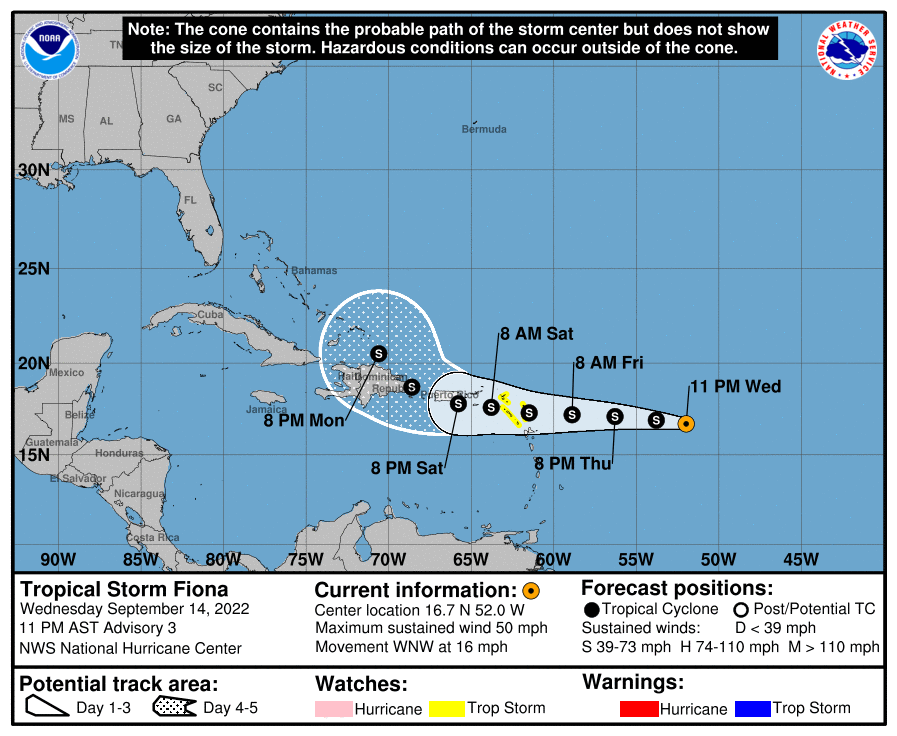 Note: The cone contains the probable path of the storm center but does not show
the size of the storm. Hazardous conditions can occur outside of the cone.
NOAA
NATIONAL WEATHER SERVICE
TN
SC
MS
AL
GA
Bermuda
30N
FL
25N
Bahamas
Cuba
8 AM Sat
20N
8 AM Fri
Mexico
11 PM Wed
Puerto Rico
Jamaica
8 PM Mon
Belize
Guatemala
15N
Honduras
8 PM Sat
8 PM Thu
El Salvador
Nicaragua
Costa Rica
90W 85W 80W 75W 70W 65W 60W 55W 50W 45W
S
S
S
S
S
S
S
S
Tropical Storm Fiona
Wednesday September 14, 2022
11 PM AST Advisory 3
NWS National Hurricane Center
Current information:
Center location 16.7 N 52.0 W
Maximum sustained wind 50 mph
Movement WNW at 16 mph
Forecast positions:
Tropical Cyclone Post/Potential TC
Sustained winds: D < 39 mph
S 39-73 mph H 74-110 mph M > 110 mph
Potential track area:
Day 1-3 Day 4-5
Watches:
Hurricane Trop Storm
Warnings:
Hurricane Trop Storm